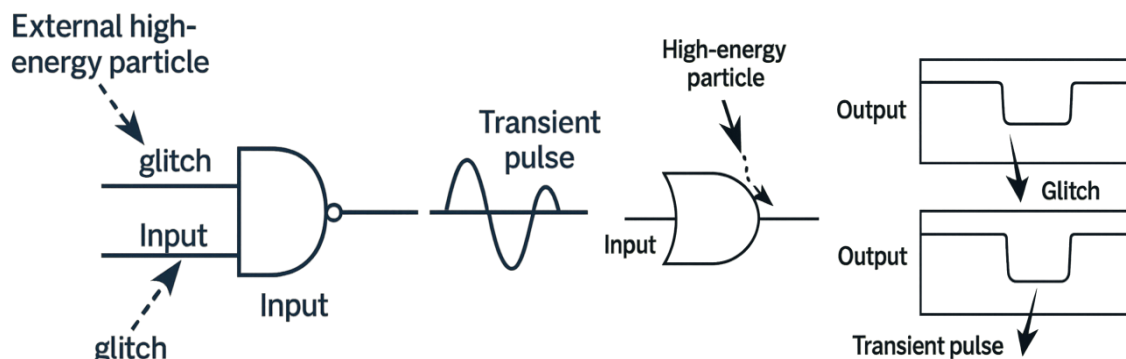 External high-
energy particle
glitch
Input
glitch
Input
Transient
pulse
High-energy
particle
Input
Output
Glitch
Output
Transient pulse